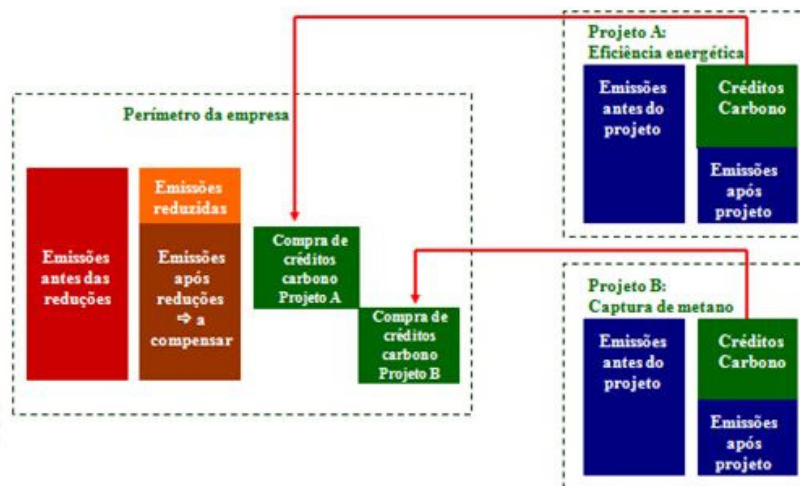 Perímetro da empresa
Emissões
antes das
reduções
Emissões
reduzidas
Emissões
após
reduções
⇒ a
compensar
Compra de
créditos
carbono
Projeto A
Compra de
créditos
carbono
Projeto B
Projeto A:
Eficiência energética
Emissões
antes do
projeto
Créditos
Carbono
Emissões
após
projeto
Projeto B:
Captura de metano
Emissões
antes do
projeto
Créditos
Carbono
Emissões
após
projeto